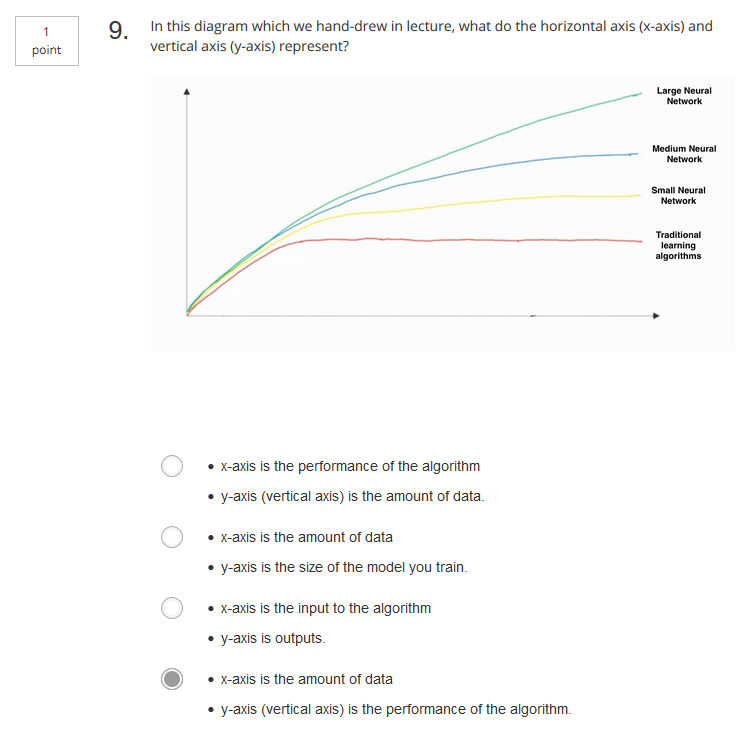 1
point
9.
In this diagram which we hand-drew in lecture, what do the horizontal axis (x-axis) and
vertical axis (y-axis) represent?
Large Neural
Network
Medium Neural
Network
Small Neural
Network
Traditional
learning
algorithms
• x-axis is the performance of the algorithm
• y-axis (vertical axis) is the amount of data.
• x-axis is the amount of data
• y-axis is the size of the model you train.
• x-axis is the input to the algorithm
• y-axis is outputs.
• x-axis is the amount of data
• y-axis (vertical axis) is the performance of the algorithm.